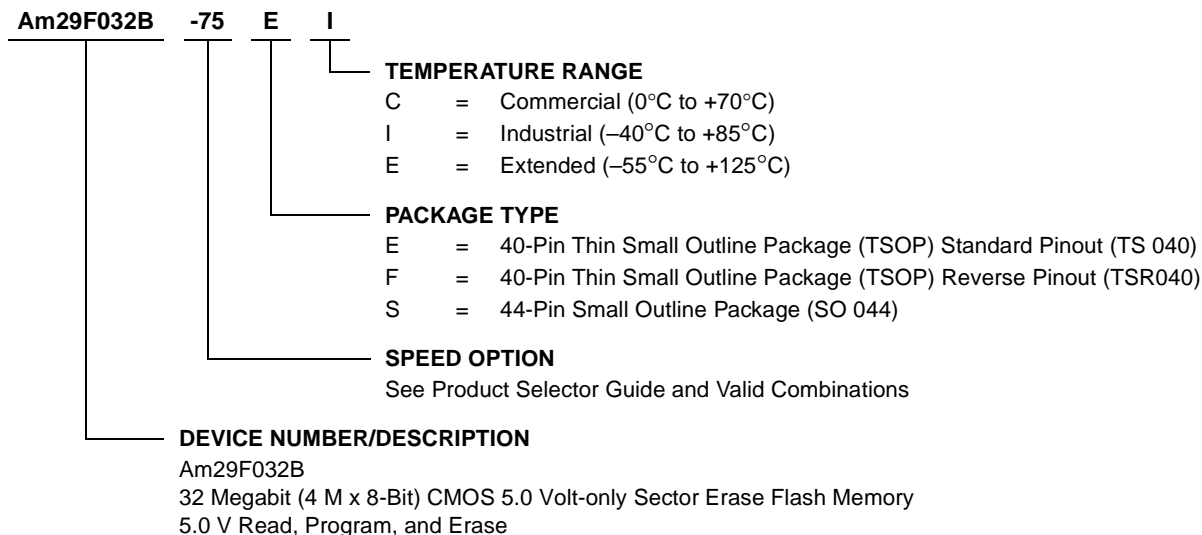 Am29F032B -75 E I
TEMPERATURE RANGE
C = Commercial (0°C to +70°C)
I = Industrial (–40°C to +85°C)
E = Extended (–55°C to +125°C)
PACKAGE TYPE
E = 40-Pin Thin Small Outline Package (TSOP) Standard Pinout (TS 040)
F = 40-Pin Thin Small Outline Package (TSOP) Reverse Pinout (TSR040)
S = 44-Pin Small Outline Package (SO 044)
SPEED OPTION
See Product Selector Guide and Valid Combinations
DEVICE NUMBER/DESCRIPTION
Am29F032B
32 Megabit (4 M x 8-Bit) CMOS 5.0 Volt-only Sector Erase Flash Memory
5.0 V Read, Program, and Erase